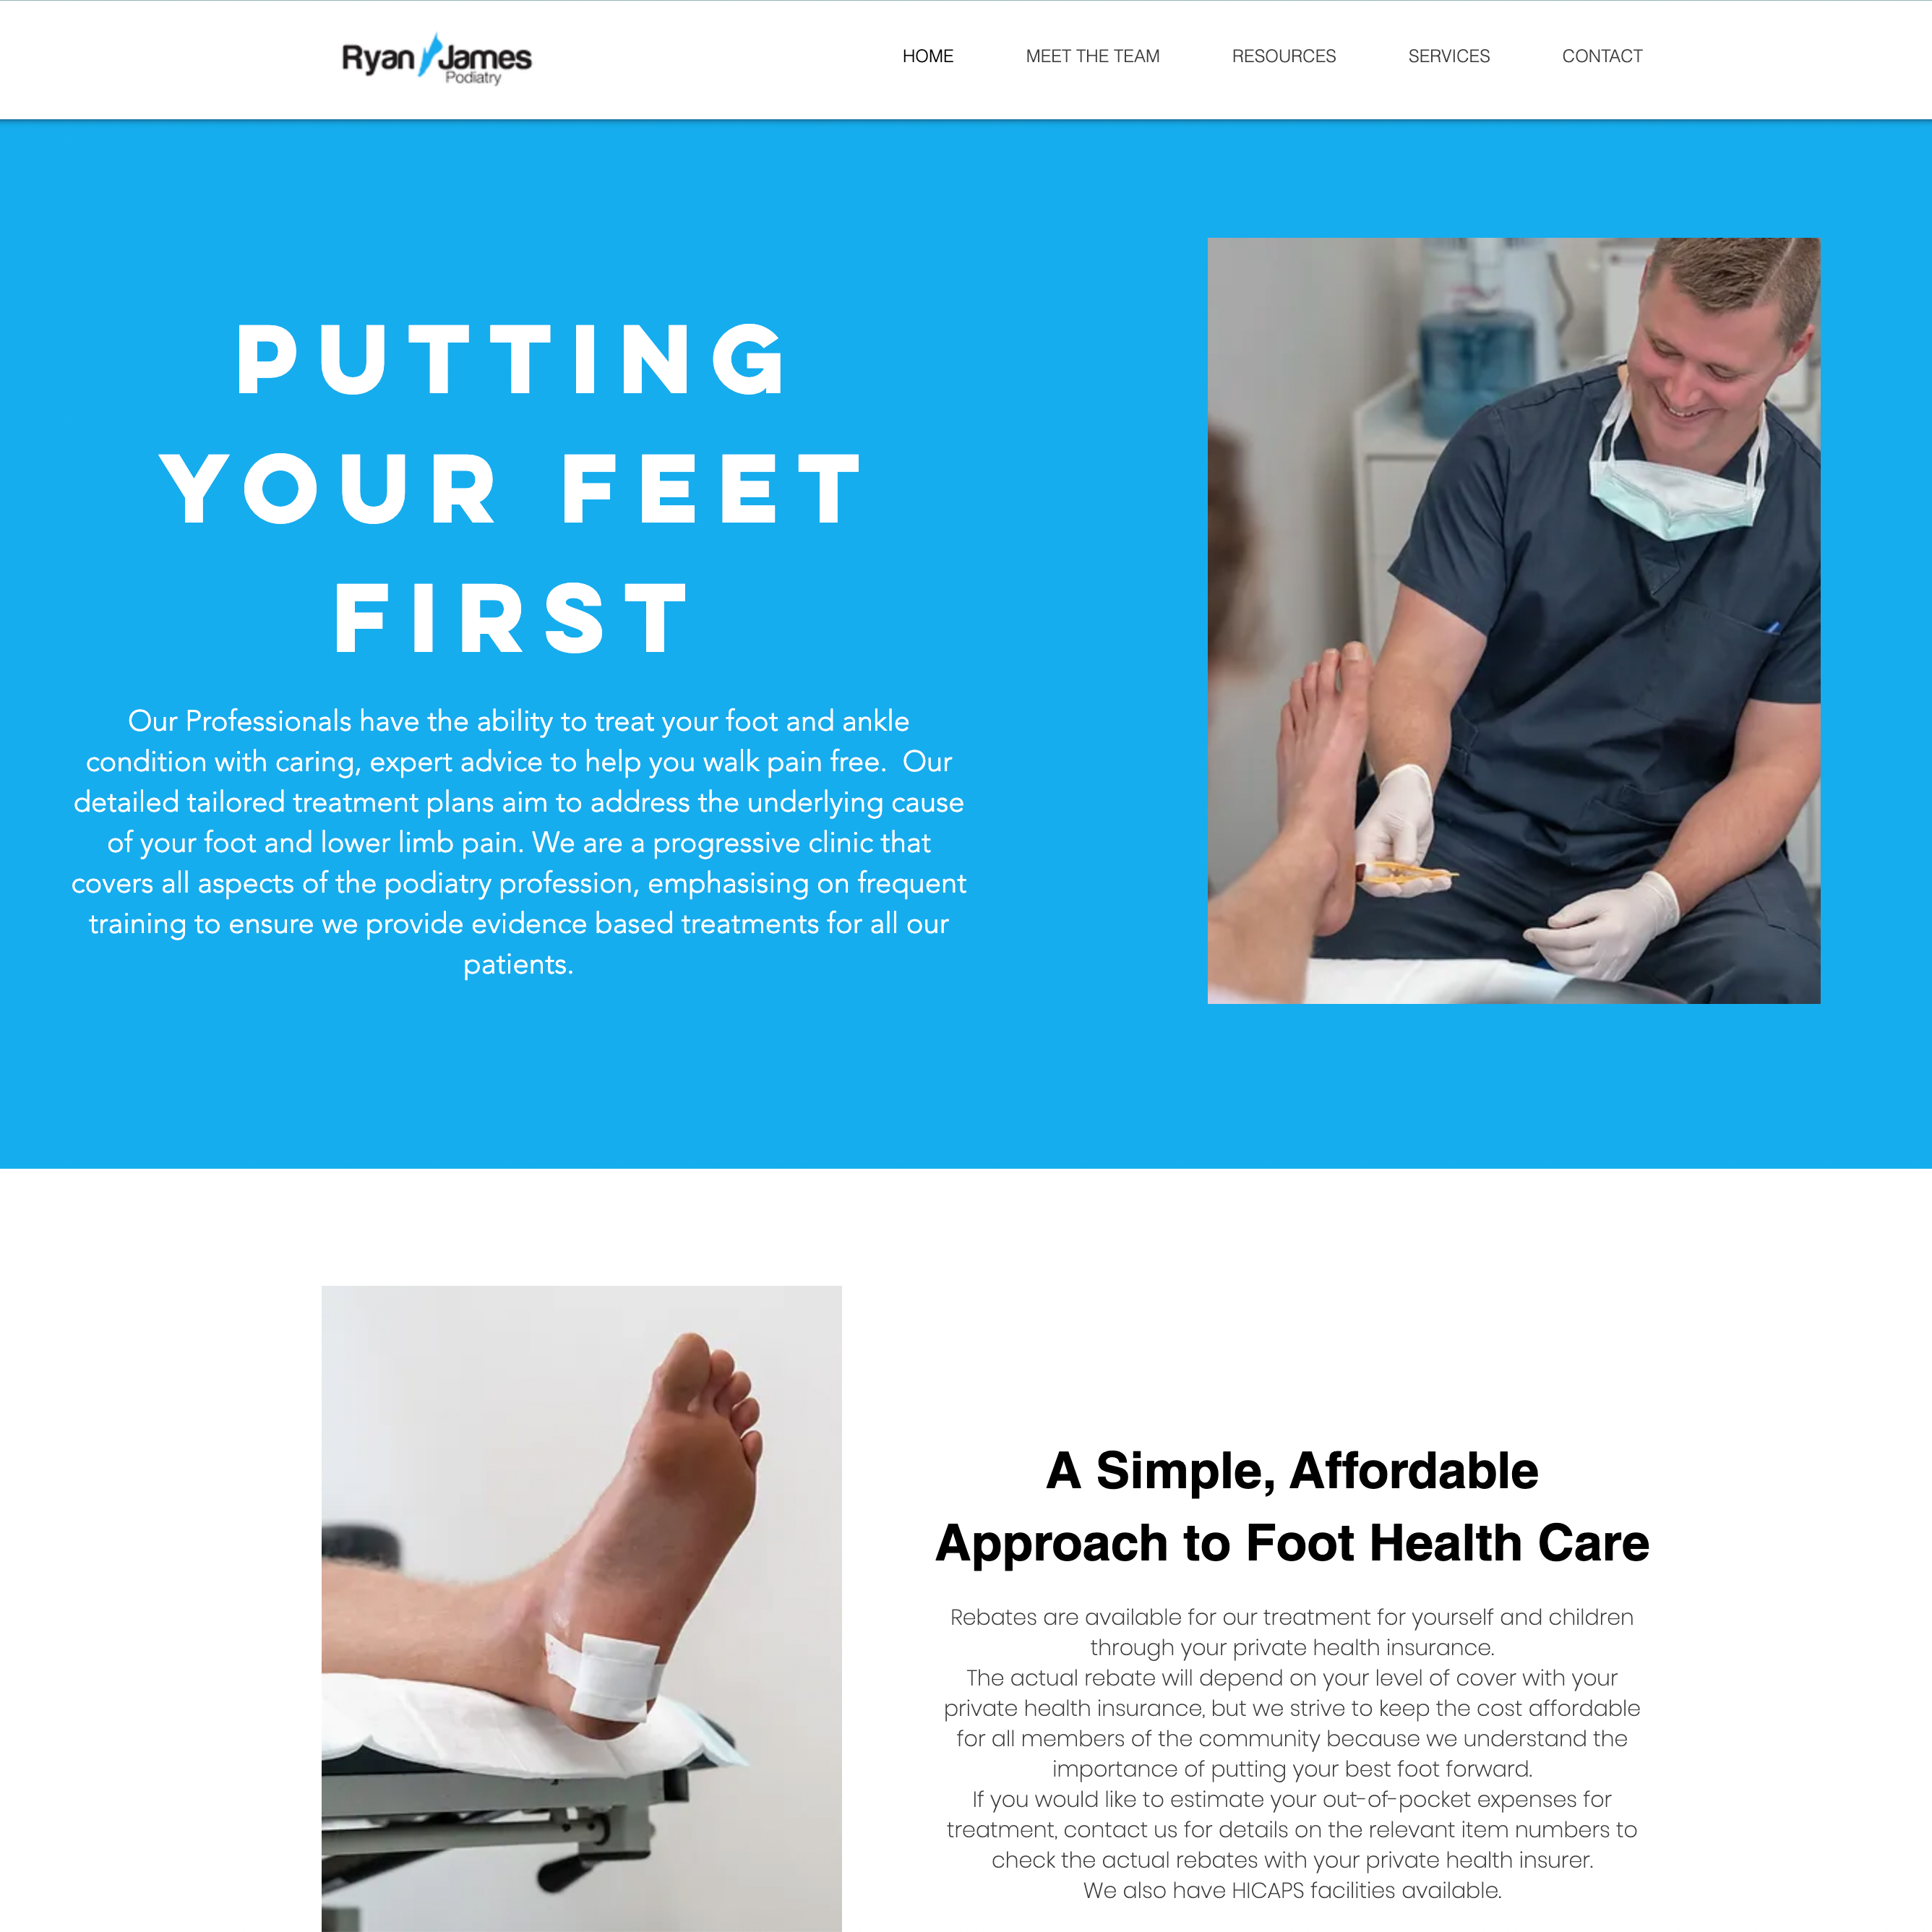 Ryan James
Podiatry
HOME
MEET THE TEAM
RESOURCES
SERVICES
CONTACT
PUTTING
YOUR FEET
FIRST
Our Professionals have the ability to treat your foot and ankle
condition with caring, expert advice to help you walk pain free.  Our
detailed tailored treatment plans aim to address the underlying cause
of your foot and lower limb pain. We are a progressive clinic that
covers all aspects of the podiatry profession, emphasising on frequent
training to ensure we provide evidence based treatments for all our
patients.
A Simple, Affordable
Approach to Foot Health Care
Rebates are available for our treatment for yourself and children
through your private health insurance.
The actual rebate will depend on your level of cover with your
private health insurance, but we strive to keep the cost affordable
for all members of the community because we understand the
importance of putting your best foot forward.
If you would like to estimate your out-of-pocket expenses for
treatment, contact us for details on the relevant item numbers to
check the actual rebates with your private health insurer.
We also have HICAPS facilities available.